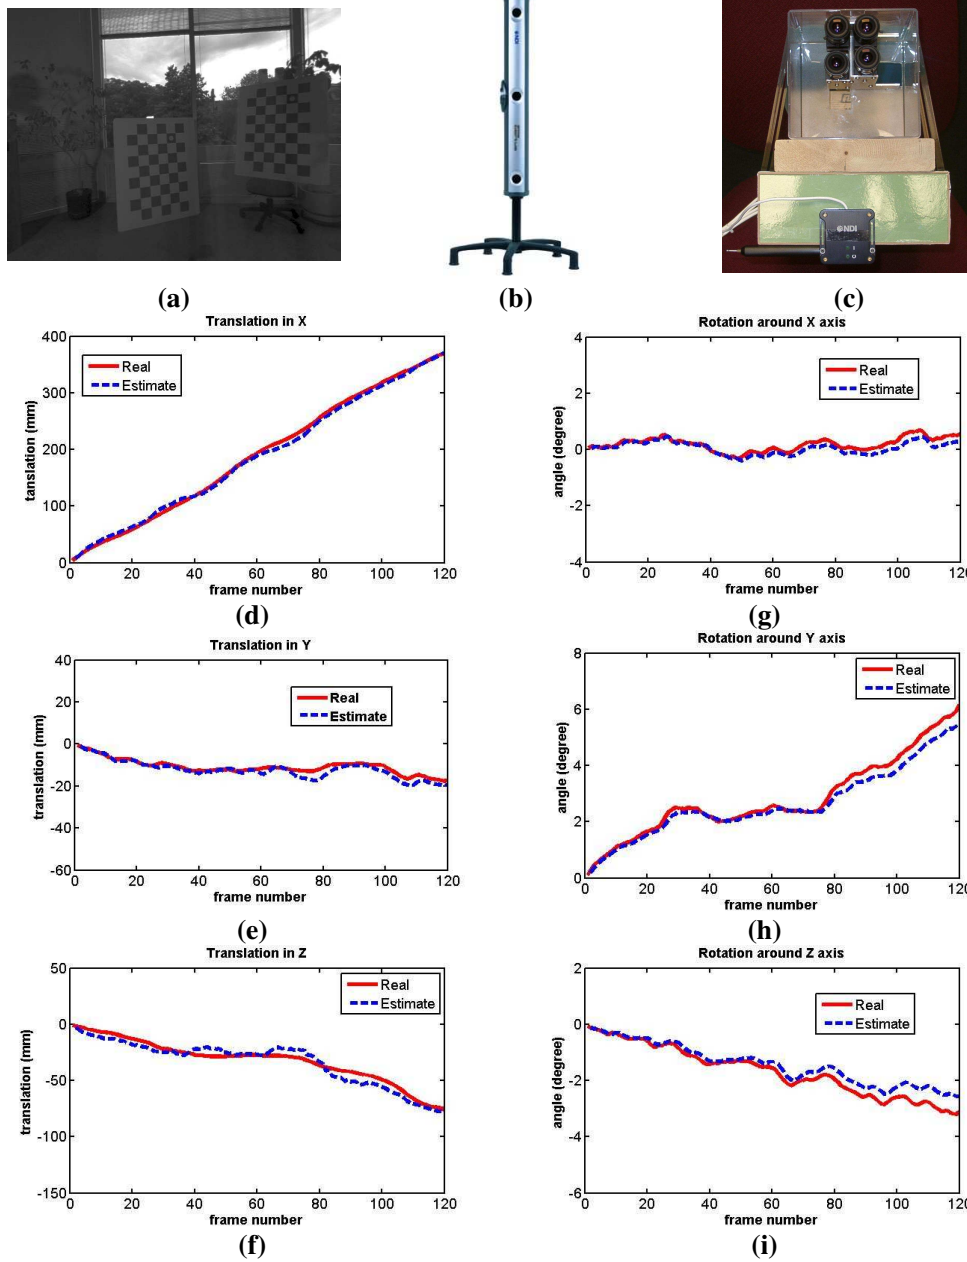 NDI
NDI
(a)
(b)
(c)
Translation in X
tanslation (mm)
400
300
200
100
0
Real
Estimate
0 20 40 60 80 100 120
frame number
(d)
Rotation around X axis
angle (degree)
4
2
0
-2
-4
Real
Estimate
0 20 40 60 80 100 120
frame number
(g)
Translation in Y
translation (mm)
40
20
0
-20
-40
-60
Real
Estimate
0 20 40 60 80 100 120
frame number
(e)
Rotation around Y axis
angle (degree)
8
6
4
2
0
Real
Estimate
0 20 40 60 80 100 120
frame number
(h)
Translation in Z
translation (mm)
50
0
-50
-100
-150
Real
Estimate
0 20 40 60 80 100 120
frame number
(f)
Rotation around Z axis
angle (degree)
2
0
-2
-4
-6
Real
Estimate
0 20 40 60 80 100 120
frame number
(i)